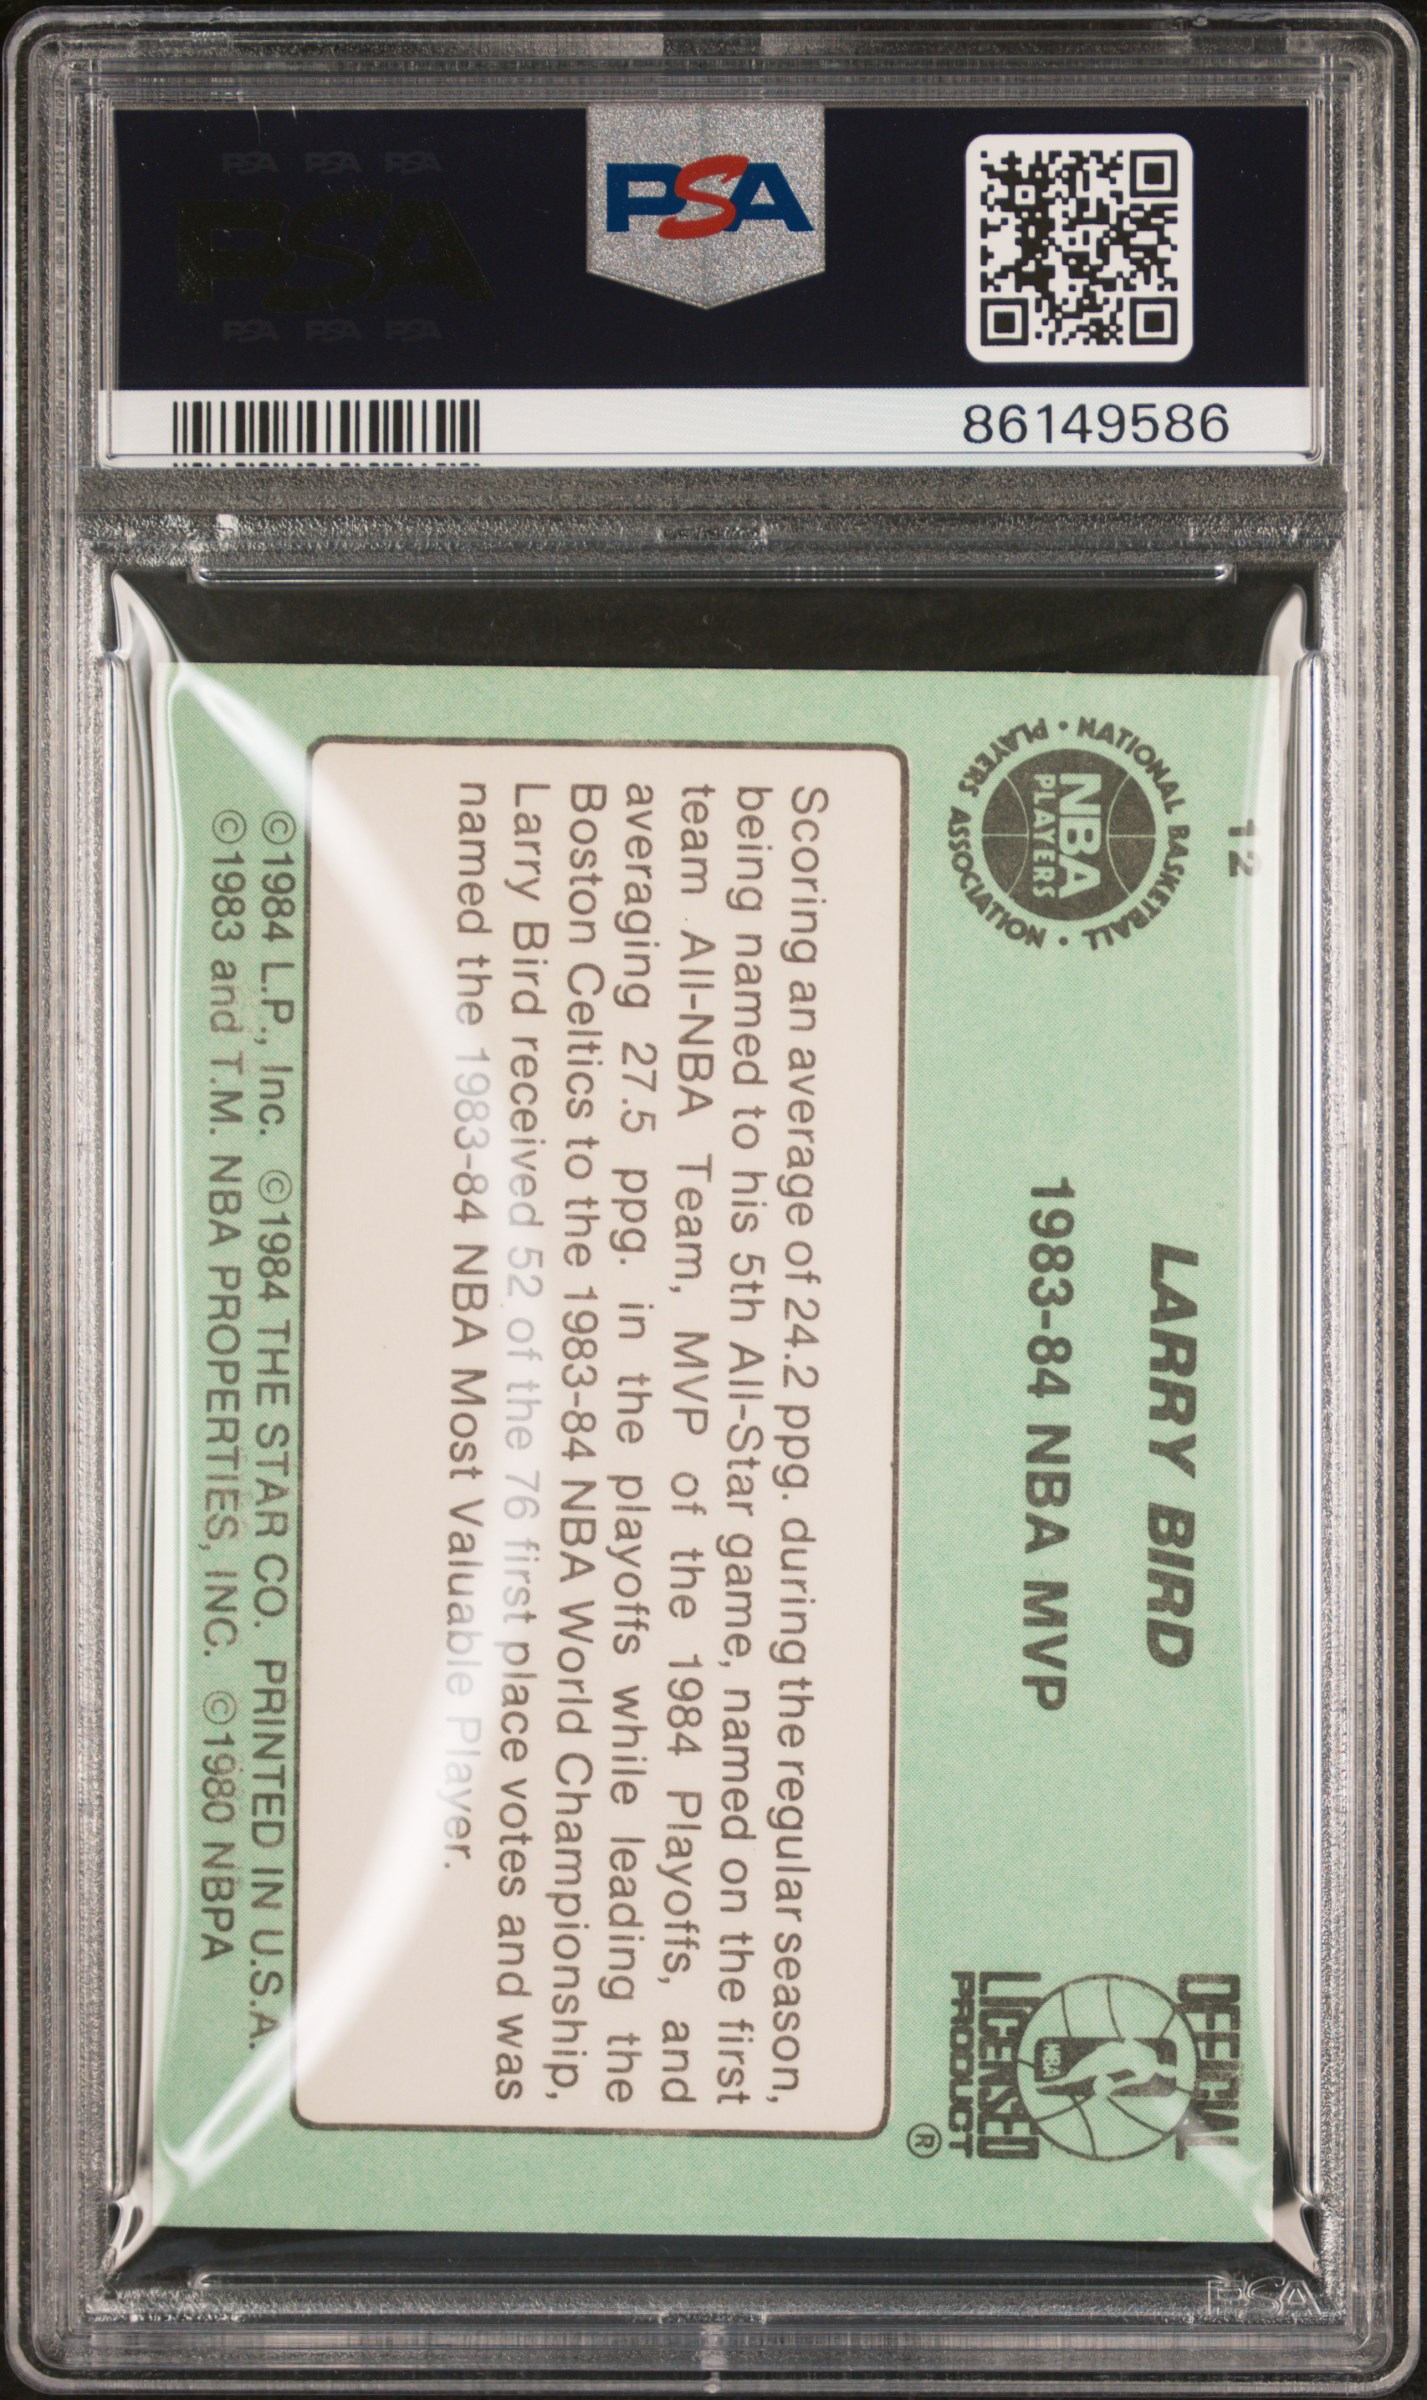 PSA PSA PSA
PSA
PSA PSA PSA
PSA
86149586
12
NATIONAL BASKETBALL
PLAYERS ASSOCIATION
NBA
PLAYERS
LARRY BIRD
1983-84 NBA MVP
OFFICIAL
NBA
LICENSED
PRODUCT
®
Scoring an average of 24.2 ppg. during the regular season,
being named to his 5th All-Star game, named on the first
team All-NBA Team, MVP of the 1984 Playoffs, and
averaging 27.5 ppg. in the playoffs while leading the
Boston Celtics to the 1983-84 NBA World Championship,
Larry Bird received 52 of the 76 first place votes and was
named the 1983-84 NBA Most Valuable Player.
©1984 L.P., Inc. ©1984 THE STAR CO. PRINTED IN U.S.A.
©1983 and T.M. NBA PROPERTIES, INC. ©1980 NBPA
PSA